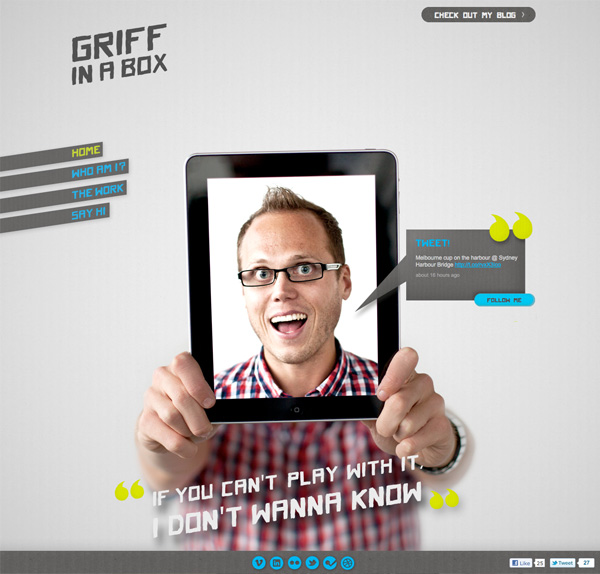 CHECK OUT MY BLOG >
GRIFF
IN A BOX
HOME
WHO AM I?
THE WORK
SAY HI
TWEET!
Melbourne cup on the harbour @ Sydney
Harbour Bridge
about 16 hours ago
FOLLOW ME
“ IF YOU CAN'T PLAY WITH IT,
I DON'T WANNA KNOW ”
Like 25 Tweet 27